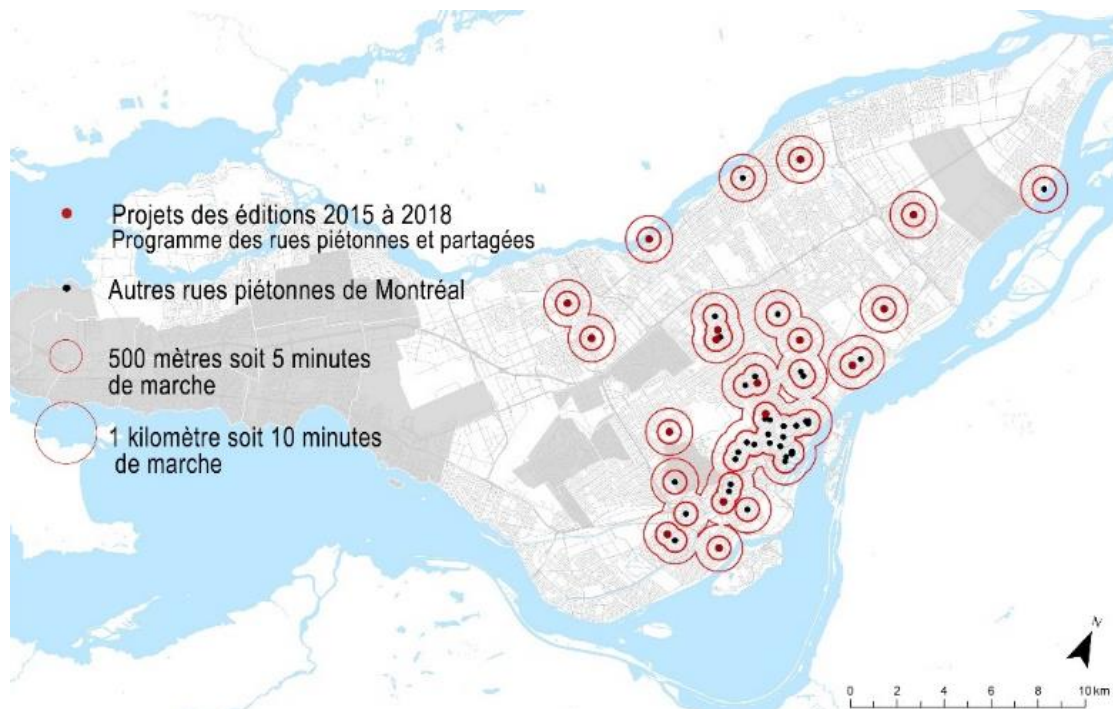 Projets des éditions 2015 à 2018
Programme des rues piétonnes et partagées
Autres rues piétonnes de Montréal
500 mètres soit 5 minutes
de marche
1 kilomètre soit 10 minutes
de marche
N
0 2 4 6 8 10 km